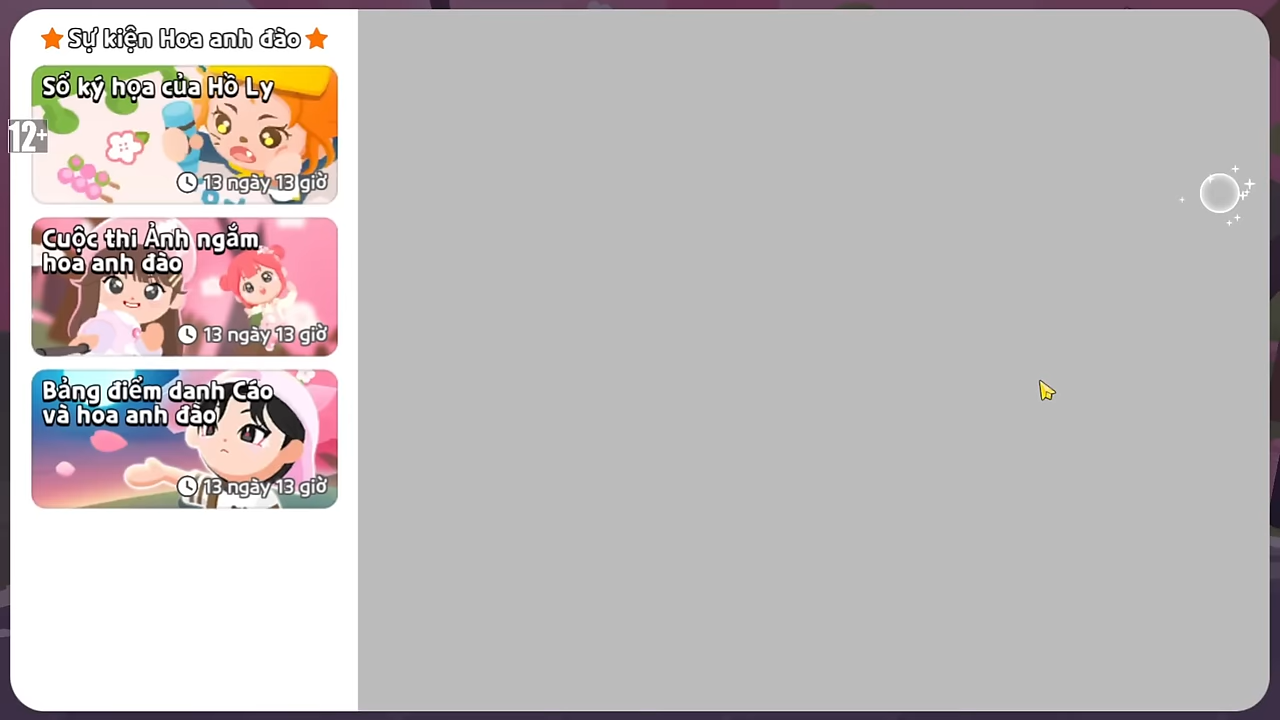 Sự kiện Hoa anh đào
Sổ ký họa của Hồ Ly
12+
13 ngày 13 giờ
Cuộc thi Ảnh ngắm
hoa anh đào
13 ngày 13 giờ
Bảng điểm danh Cáo
và hoa anh đào
13 ngày 13 giờ